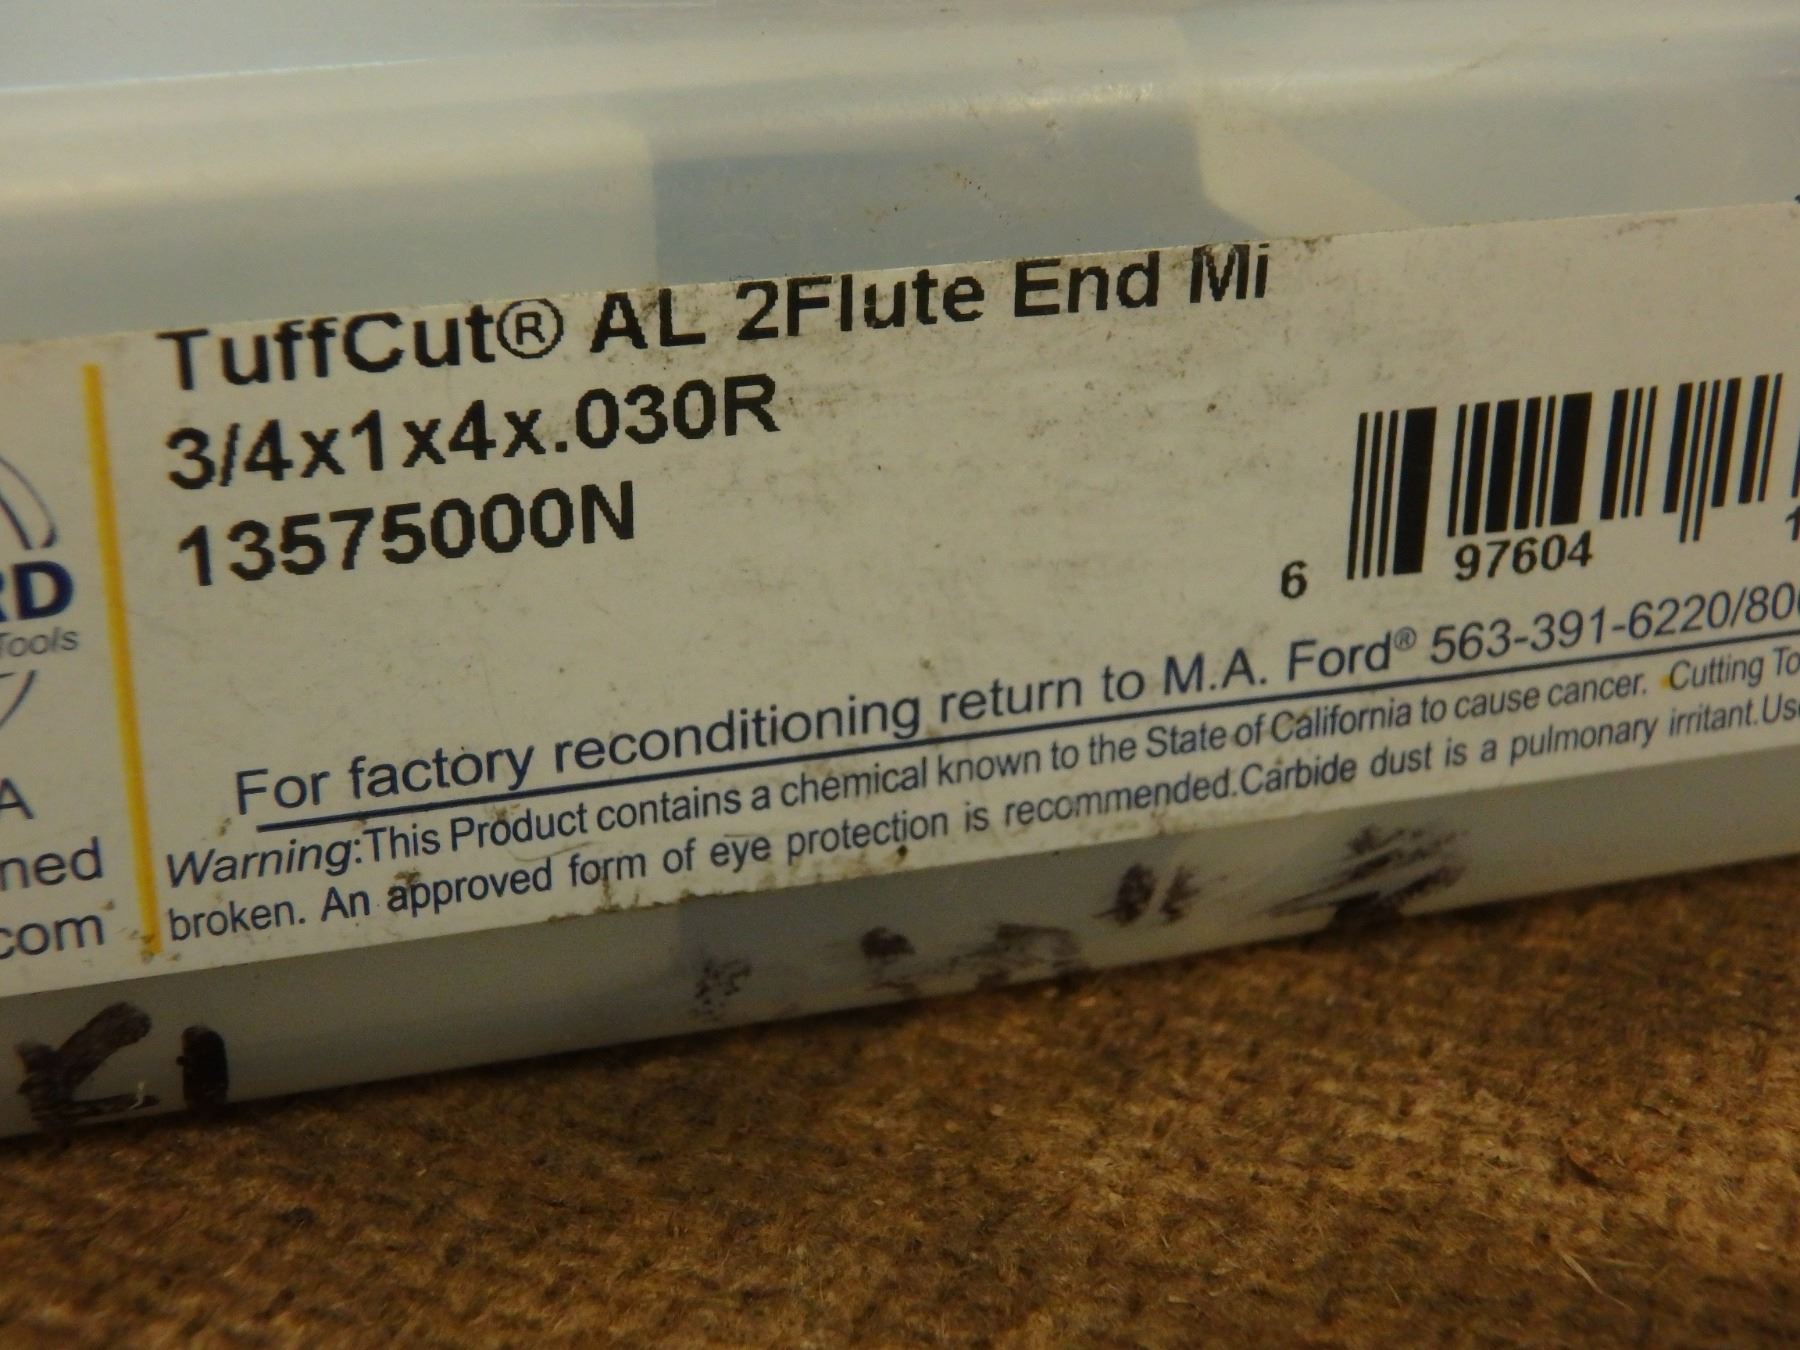 TuffCut® AL 2Flute End Mi
3/4x1x4x.030R
13575000N
6 97604 1
RD
Tools
A
ned
com
For factory reconditioning return to M.A. Ford® 563-391-6220/800
Warning:This Product contains a chemical known to the State of California to cause cancer. Cutting To
broken. An approved form of eye protection is recommended.Carbide dust is a pulmonary irritant.Use